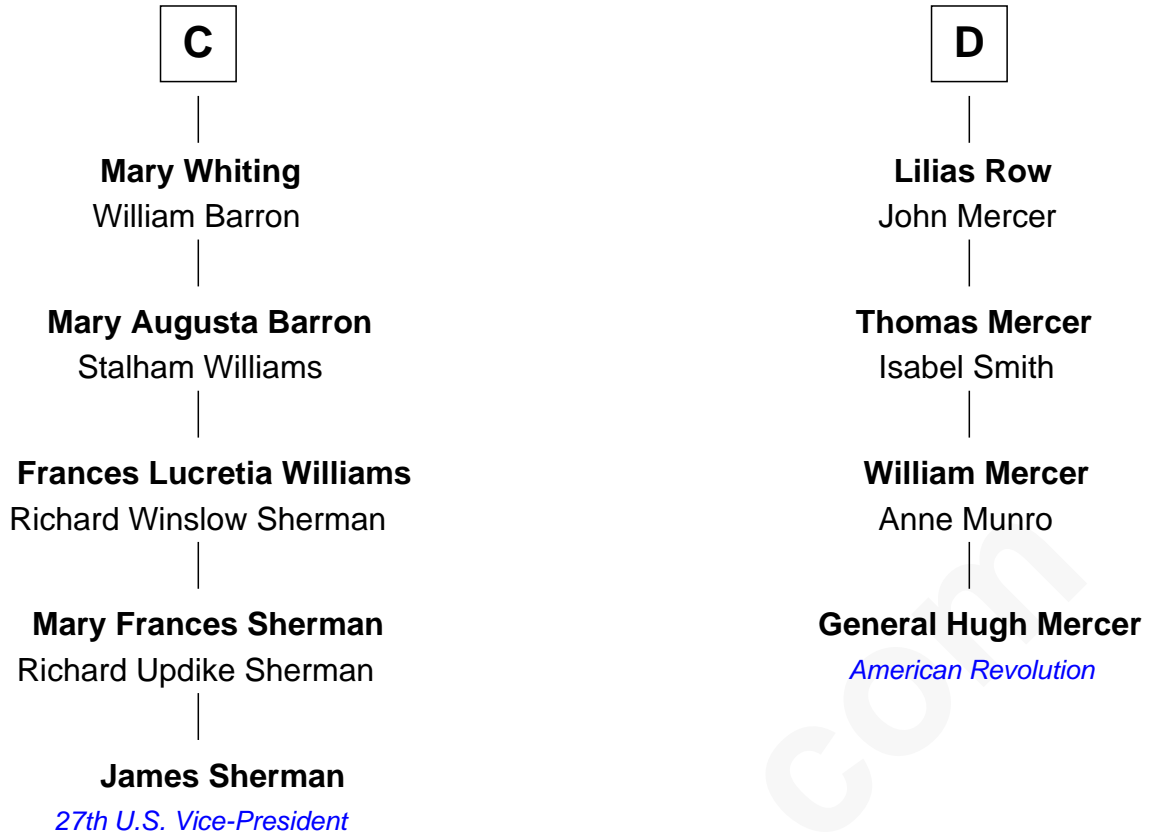 C
Mary Whiting
William Barron
Mary Augusta Barron
Stalham Williams
Frances Lucretia Williams
Richard Winslow Sherman
Mary Frances Sherman
Richard Updike Sherman
James Sherman
27th U.S. Vice-President
D
Lilias Row
John Mercer
Thomas Mercer
Isabel Smith
William Mercer
Anne Munro
General Hugh Mercer
American Revolution
com